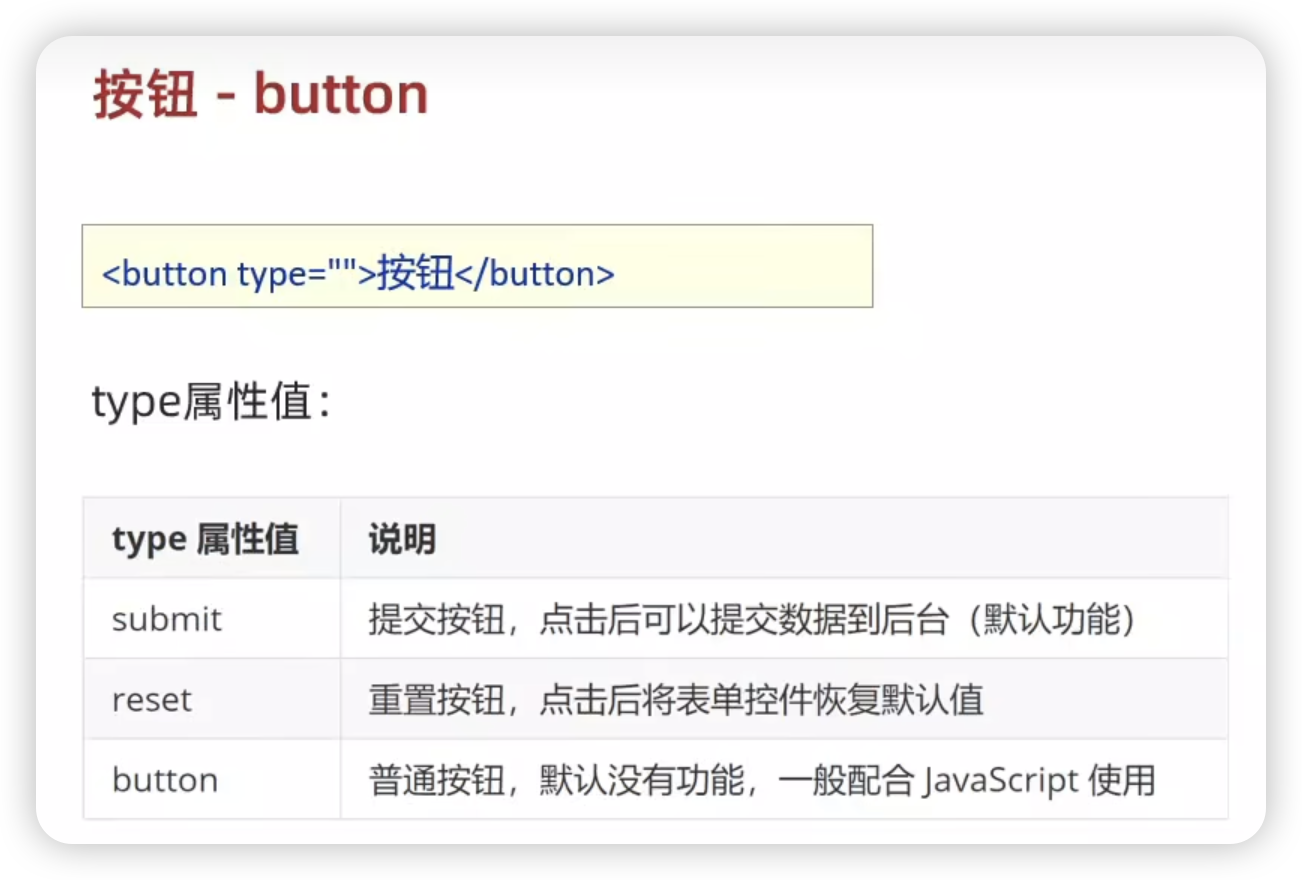 按钮 - button
<button type="">按钮</button>
type属性值：
type 属性值 说明
submit 提交按钮，点击后可以提交数据到后台（默认功能）
reset 重置按钮，点击后将表单控件恢复默认值
button 普通按钮，默认没有功能，一般配合 JavaScript 使用